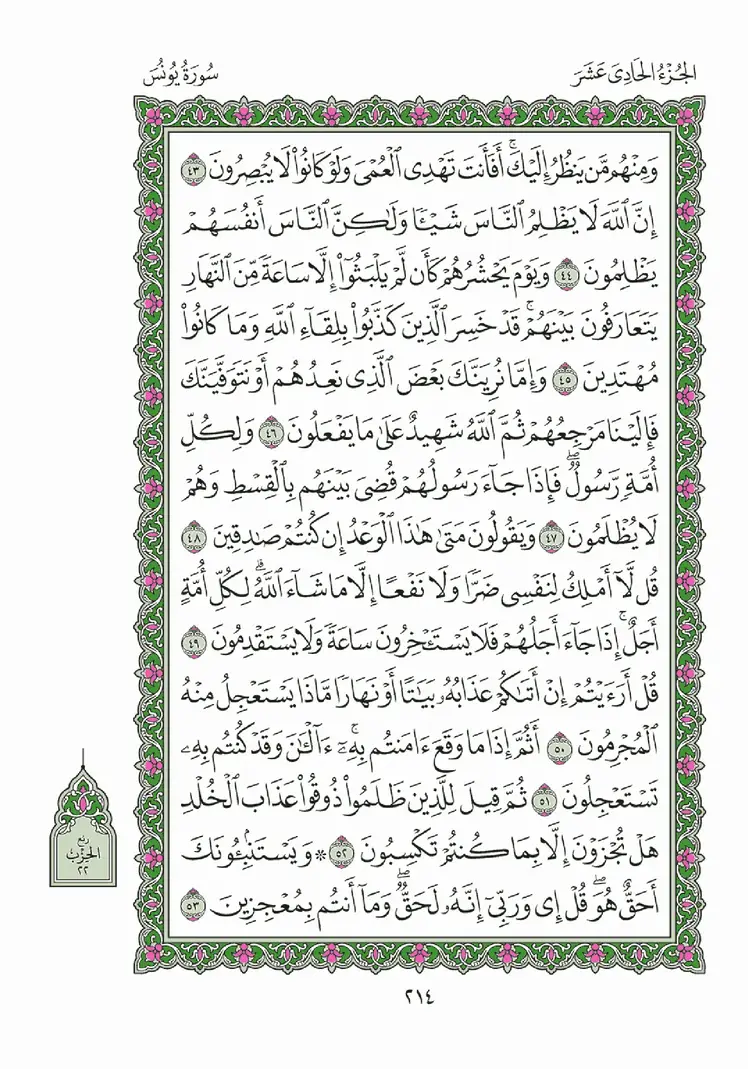 الجُزْءُ الحَادِي عَشَرَ
سُورَةُ يُونُسَ
وَمِنْهُم مَّن يَنظُرُ إِلَيْكَۚ أَفَأَنتَ تَهْدِى ٱلْعُمْىَ وَلَوْ كَانُوا۟ لَا يُبْصِرُونَ ٤٣
إِنَّ ٱللَّهَ لَا يَظْلِمُ ٱلنَّاسَ شَيْـًٔا وَلَٰكِنَّ ٱلنَّاسَ أَنفُسَهُمْ
يَظْلِمُونَ ٤٤ وَيَوْمَ يَحْشُرُهُمْ كَأَن لَّمْ يَلْبَثُوٓا۟ إِلَّا سَاعَةً مِّنَ ٱلنَّهَارِ
يَتَعَارَفُونَ بَيْنَهُمْۚ قَدْ خَسِرَ ٱلَّذِينَ كَذَّبُوا۟ بِلِقَآءِ ٱللَّهِ وَمَا كَانُوا۟
مُهْتَدِينَ ٤٥ وَإِمَّا نُرِيَنَّكَ بَعْضَ ٱلَّذِى نَعِدُهُمْ أَوْ نَتَوَفَّيَنَّكَ
فَإِلَيْنَا مَرْجِعُهُمْ ثُمَّ ٱللَّهُ شَهِيدٌ عَلَىٰ مَا يَفْعَلُونَ ٤٦ وَلِكُلِّ
أُمَّةٍ رَّسُولٌۖ فَإِذَا جَآءَ رَسُولُهُمْ قُضِىَ بَيْنَهُم بِٱلْقِسْطِ وَهُمْ
لَا يُظْلَمُونَ ٤٧ وَيَقُولُونَ مَتَىٰ هَٰذَا ٱلْوَعْدُ إِن كُنتُمْ صَٰدِقِينَ ٤٨
قُل لَّآ أَمْلِكُ لِنَفْسِى ضَرًّا وَلَا نَفْعًا إِلَّا مَا شَآءَ ٱللَّهُۗ لِكُلِّ أُمَّةٍ
أَجَلٌۚ إِذَا جَآءَ أَجَلُهُمْ فَلَا يَسْتَـْٔخِرُونَ سَاعَةً وَلَا يَسْتَقْدِمُونَ ٤٩
قُلْ أَرَءَيْتُمْ إِنْ أَتَىٰكُمْ عَذَابُهُۥ بَيَٰتًا أَوْ نَهَارًا مَّاذَا يَسْتَعْجِلُ مِنْهُ
ٱلْمُجْرِمُونَ ٥٠ أَثُمَّ إِذَا مَا وَقَعَ ءَامَنتُم بِهِۦٓۚ ءَآلْـَٰٔنَ وَقَدْ كُنتُم بِهِۦ
تَسْتَعْجِلُونَ ٥١ ثُمَّ قِيلَ لِلَّذِينَ ظَلَمُوا۟ ذُوقُوا۟ عَذَابَ ٱلْخُلْدِ
هَلْ تُجْزَوْنَ إِلَّا بِمَا كُنتُمْ تَكْسِبُونَ ٥٢ ۞ وَيَسْتَنۢبِـُٔونَكَ
أَحَقٌّ هُوَۖ قُلْ إِى وَرَبِّىٓ إِنَّهُۥ لَحَقٌّۖ وَمَآ أَنتُم بِمُعْجِزِينَ ٥٣
ربع
الحزب
٢٢
٢١٤